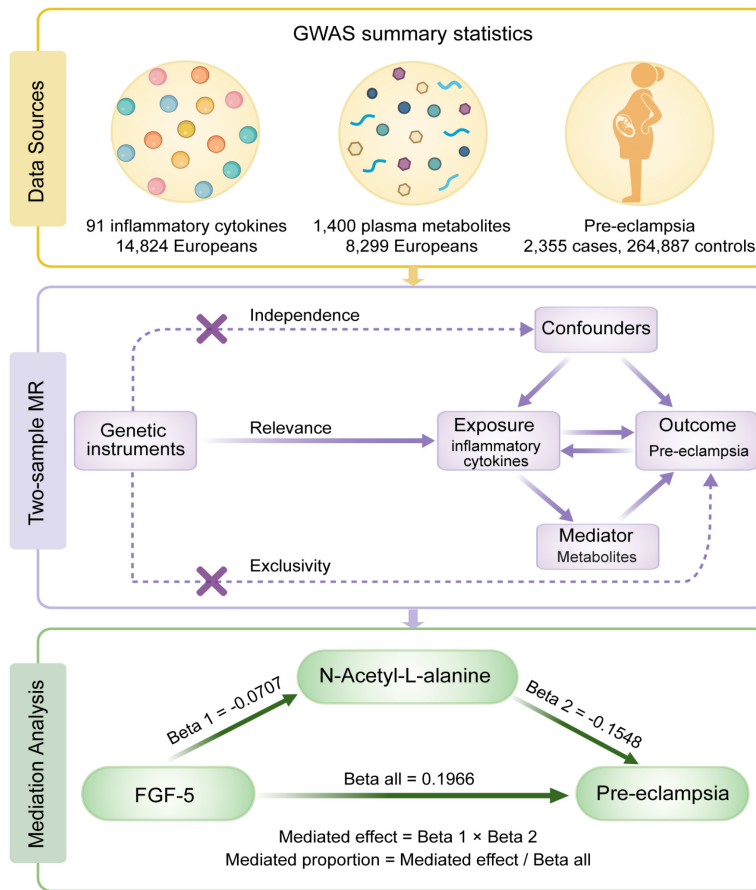 GWAS summary statistics
Data Sources
91 inflammatory cytokines
14,824 Europeans
1,400 plasma metabolites
8,299 Europeans
Pre-eclampsia
2,355 cases, 264,887 controls
Two-sample MR
Independence
Confounders
Genetic
instruments
Relevance
Exposure
inflammatory
cytokines
Outcome
Pre-eclampsia
Mediator
Metabolites
Exclusivity
Mediation Analysis
N-Acetyl-L-alanine
Beta 1 = -0.0707
Beta 2 = -0.1548
FGF-5
Beta all = 0.1966
Pre-eclampsia
Mediated effect = Beta 1 × Beta 2
Mediated proportion = Mediated effect / Beta all